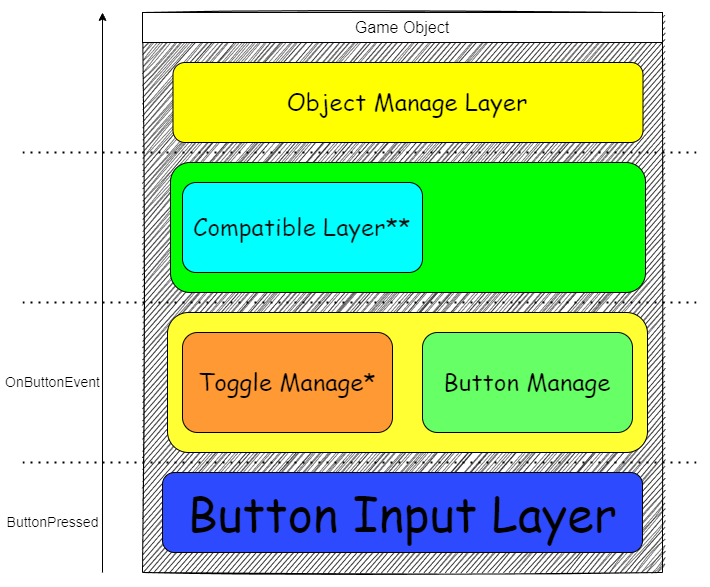 Game Object
Object Manage Layer
Compatible Layer**
Toggle Manage*
Button Manage
OnButtonEvent
Button Input Layer
ButtonPressed